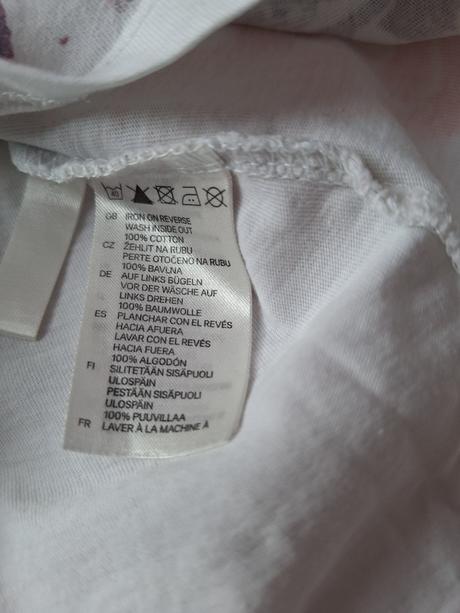 40
GB IRON ON REVERSE
WASH INSIDE OUT
100% COTTON
CZ ŽEHLIT NA RUBU
PERTE OTOČENO NA RUBU
100% BAVLNA
DE AUF LINKS BÜGELN
VOR DER WÄSCHE AUF
LINKS DREHEN
100% BAUMWOLLE
ES PLANCHAR CON EL REVÉS
HACIA AFUERA
LAVAR CON EL REVÉS
HACIA FUERA
100% ALGODÓN
FI SILITETÄÄN SISÄPUOLI
ULOSPÄIN
PESTÄÄN SISÄPUOLI
ULOSPÄIN
100% PUUVILLAA
FR LAVER À LA MACHINE À